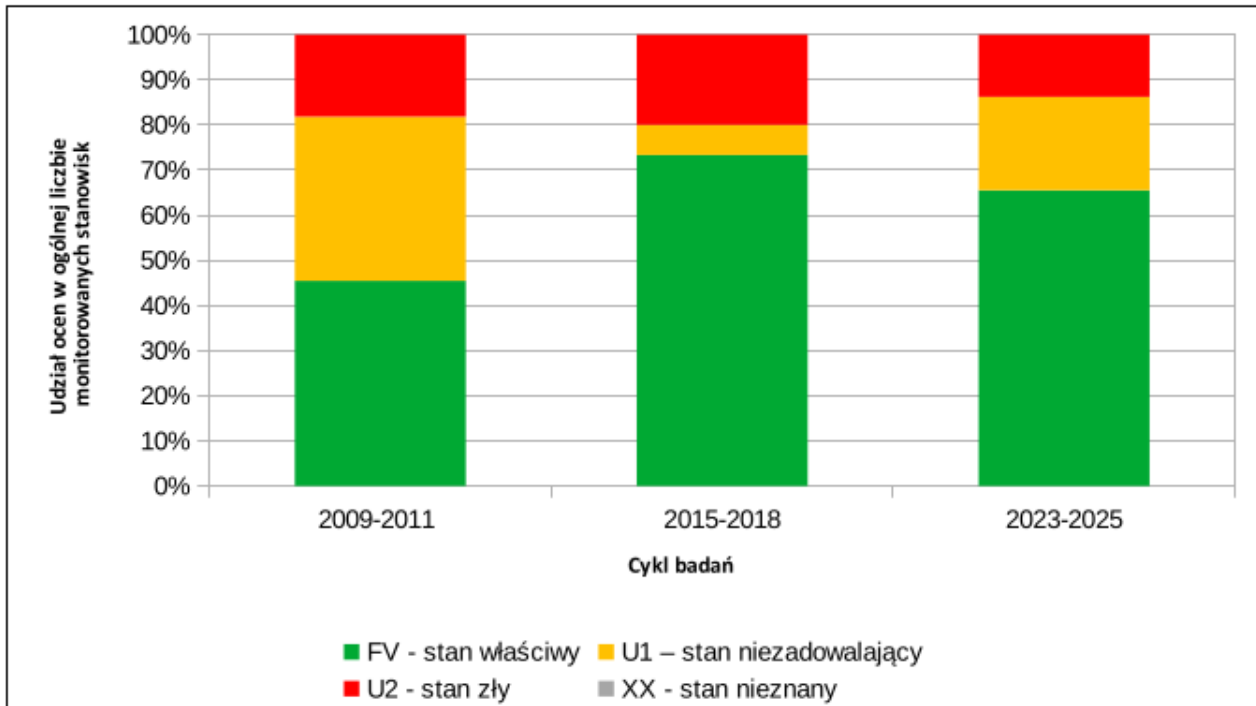 Udział ocen w ogólnej liczbie
monitorowanych stanowisk
100%
90%
80%
70%
60%
50%
40%
30%
20%
10%
0%
2009-2011
2015-2018
2023-2025
Cykl badań
FV - stan właściwy
U1 – stan niezadowalający
U2 - stan zły
XX - stan nieznany